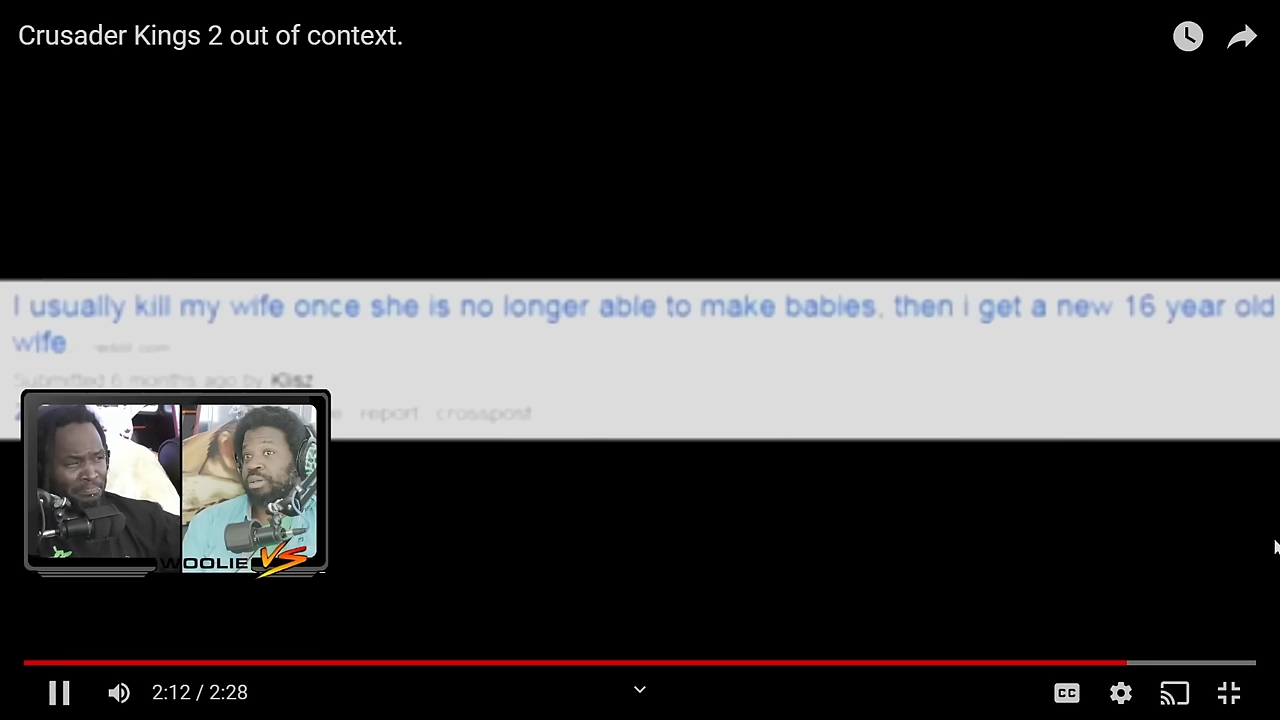 Crusader Kings 2 out of context.
I usually kill my wife once she is no longer able to make babies, then i get a new 16 year old
wife.
Submitted 6 months ago by Klisz
report crosspost
WOOLIE VS
2:12 / 2:28
CC